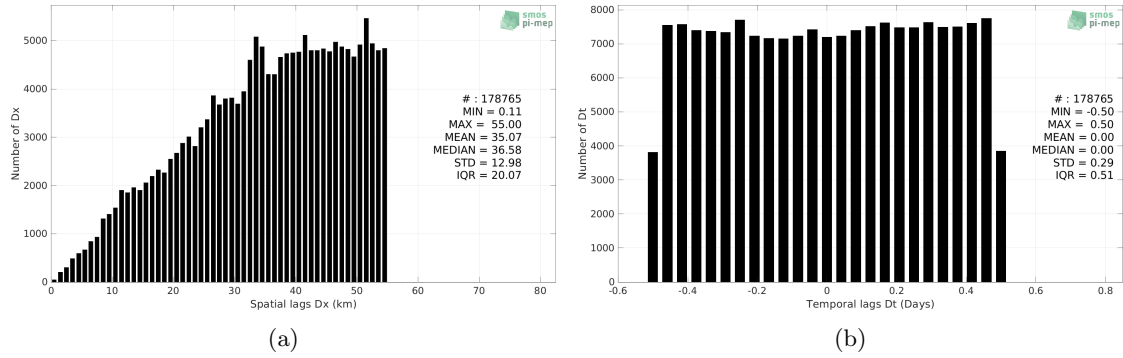 smos
pi-mep
5000
4000
3000
2000
1000
0
Number of Dx
# : 178765
MIN = 0.11
MAX = 55.00
MEAN = 35.07
MEDIAN = 36.58
STD = 12.98
IQR = 20.07
0 10 20 30 40 50 60 70 80
Spatial lags Dx (km)
(a)
smos
pi-mep
8000
7000
6000
5000
4000
3000
2000
1000
0
Number of Dt
# : 178765
MIN = -0.50
MAX = 0.50
MEAN = 0.00
MEDIAN = 0.00
STD = 0.29
IQR = 0.51
-0.6 -0.4 -0.2 0 0.2 0.4 0.6 0.8
Temporal lags Dt (Days)
(b)